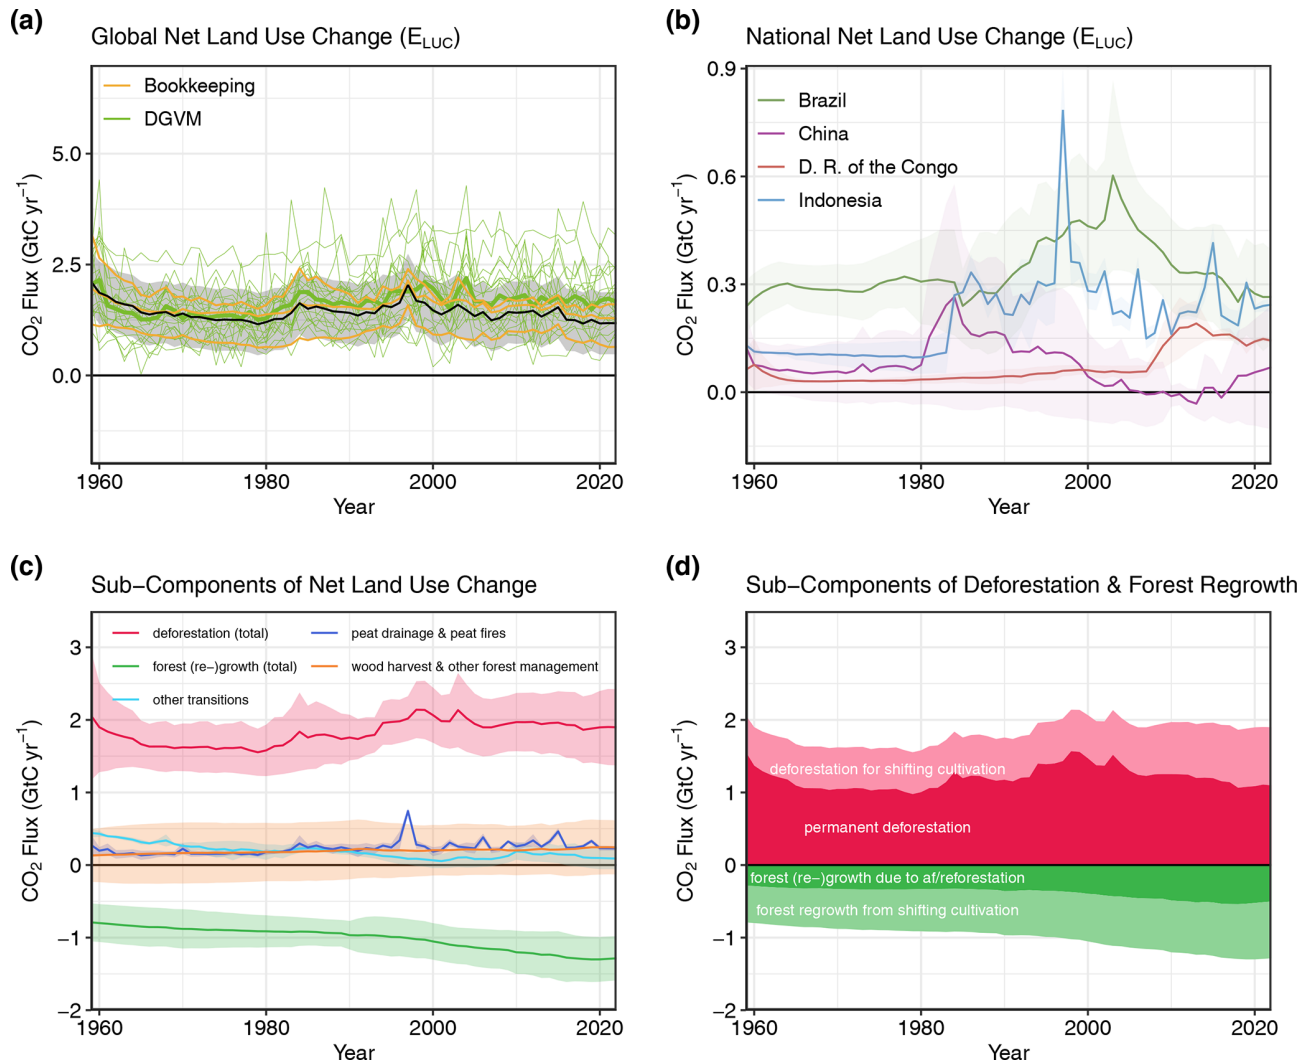 (a)
Global Net Land Use Change (E_LUC)
CO₂ Flux (GtC yr⁻¹)
5.0
2.5
0.0
Bookkeeping
DGVM
1960 1980 2000 2020
Year
(b)
National Net Land Use Change (E_LUC)
CO₂ Flux (GtC yr⁻¹)
0.9
0.6
0.3
0.0
Brazil
China
D. R. of the Congo
Indonesia
1960 1980 2000 2020
Year
(c)
Sub−Components of Net Land Use Change
CO₂ Flux (GtC yr⁻¹)
3
2
1
0
−1
−2
deforestation (total)
forest (re−)growth (total)
other transitions
peat drainage & peat fires
wood harvest & other forest management
1960 1980 2000 2020
Year
(d)
Sub−Components of Deforestation & Forest Regrowth
CO₂ Flux (GtC yr⁻¹)
3
2
1
0
−1
−2
deforestation for shifting cultivation
permanent deforestation
forest (re−)growth due to af/reforestation
forest regrowth from shifting cultivation
1960 1980 2000 2020
Year